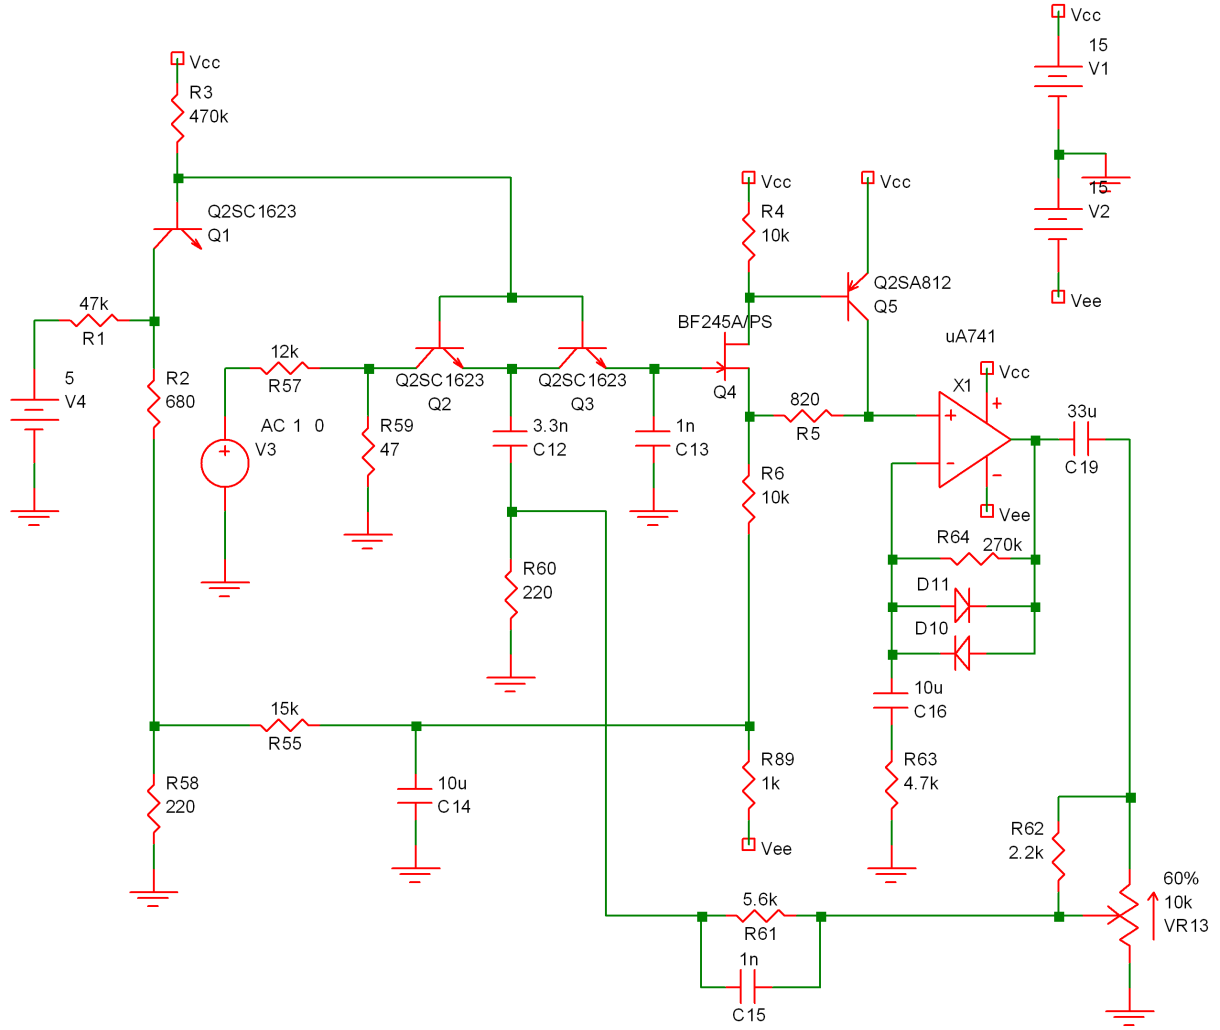 Vcc
15
V1
Vcc
R3
470k
Vcc
Vcc
15
V2
R4
10k
Q2SC1623
Q1
Q2SA812
Q5
Vee
47k
R1
BF245A/PS
uA741
12k
R57
Q2SC1623
Q2
Q2SC1623
Q3
Q4
X1
Vcc
+
5
V4
R2
680
AC 1 0
V3
+
R59
47
3.3n
C12
1n
C13
820
R5
+
-
33u
C19
R6
10k
-
Vee
R64
270k
R60
220
D11
D10
10u
C16
15k
R55
R58
220
10u
C14
R89
1k
Vee
R63
4.7k
R62
2.2k
60%
10k
VR13
5.6k
R61
1n
C15